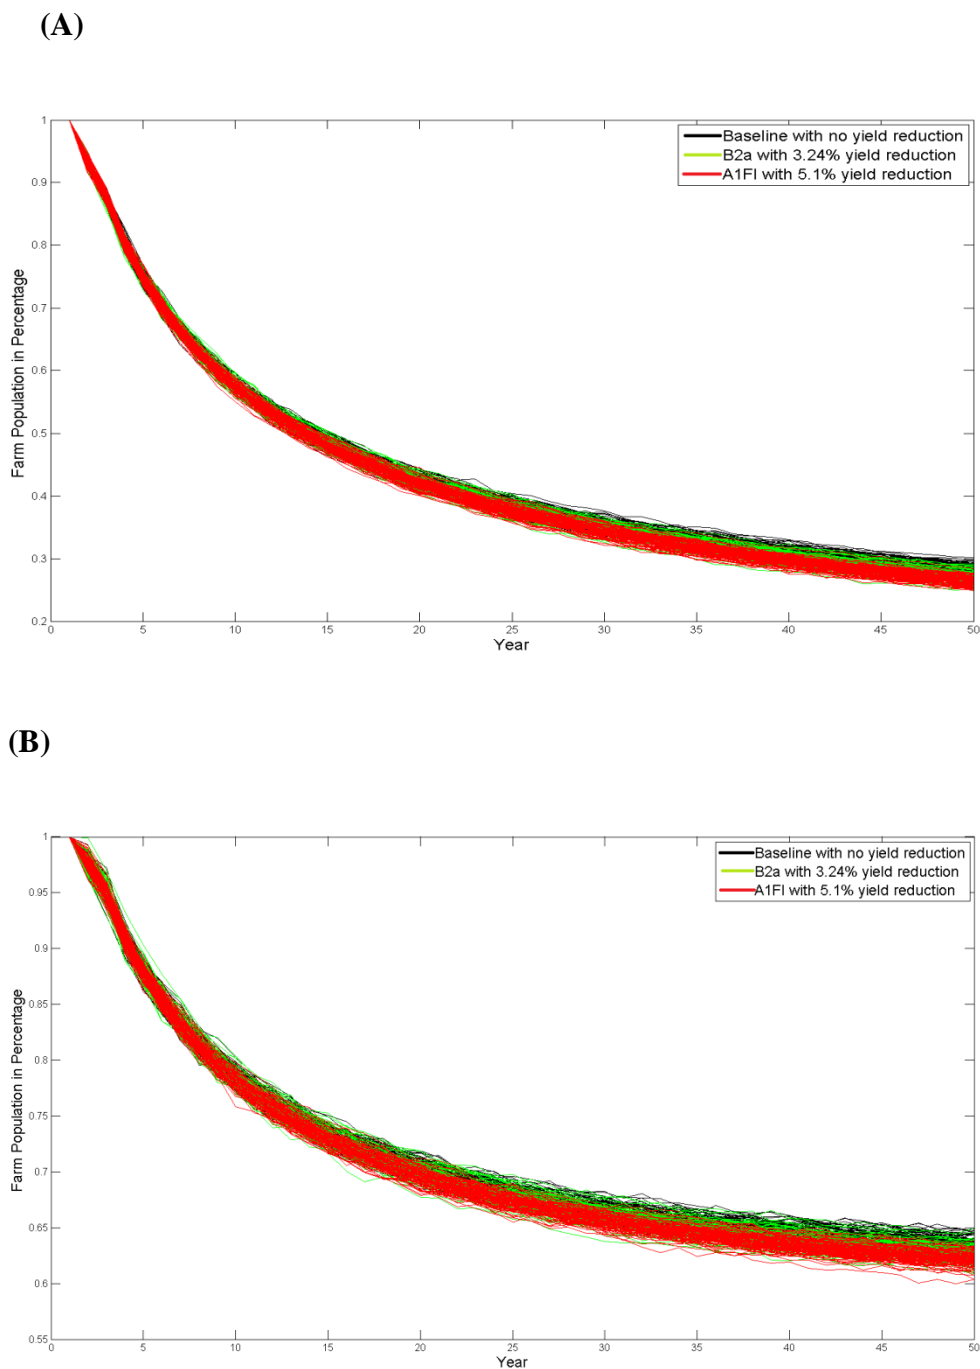 (A)
1
0.9
0.8
0.7
0.6
0.5
0.4
0.3
0.2
Farm Population in Percentage
Baseline with no yield reduction
B2a with 3.24% yield reduction
A1FI with 5.1% yield reduction
0 5 10 15 20 25 30 35 40 45 50
Year
(B)
1
0.95
0.9
0.85
0.8
0.75
0.7
0.65
0.6
0.55
Farm Population in Percentage
Baseline with no yield reduction
B2a with 3.24% yield reduction
A1FI with 5.1% yield reduction
0 5 10 15 20 25 30 35 40 45 50
Year